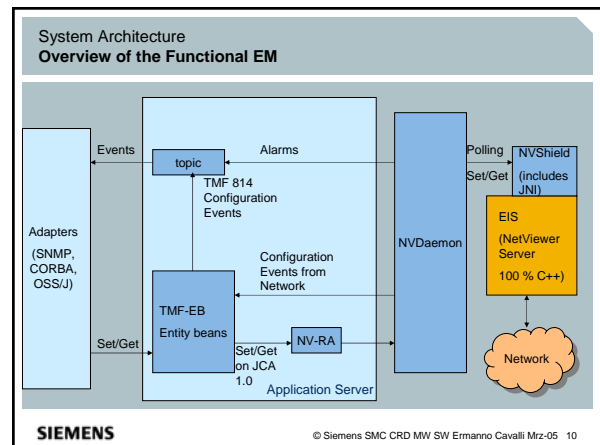 System Architecture
Overview of the Functional EM
Events
topic
Alarms
Polling
Set/Get
NVShield
(includes
JNI)
TMF 814
Configuration
Events
Adapters
(SNMP,
CORBA,
OSS/J)
NVDaemon
EIS
(NetViewer
Server
100 % C++)
Configuration
Events from
Network
TMF-EB
Entity beans
Set/Get
Set/Get
on JCA
1.0
NV-RA
Network
Application Server
SIEMENS
© Siemens SMC CRD MW SW Ermanno Cavalli Mrz-05 10